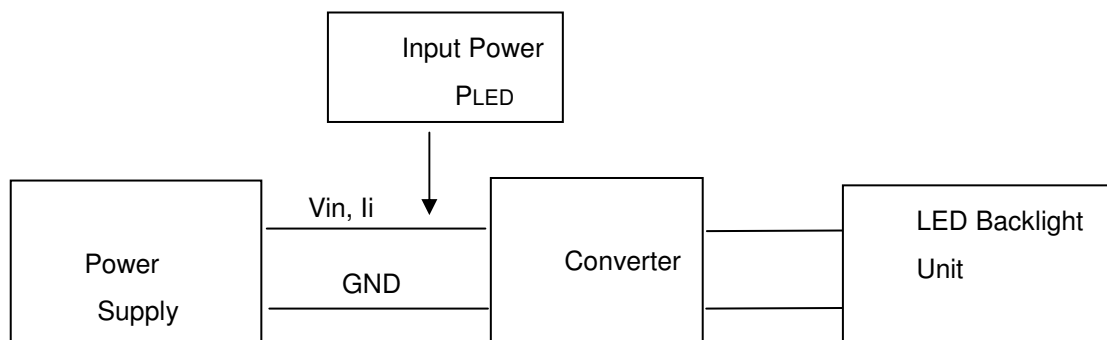 Input Power
PLED
Vin, Ii
GND
Power
Supply
Converter
LED Backlight
Unit